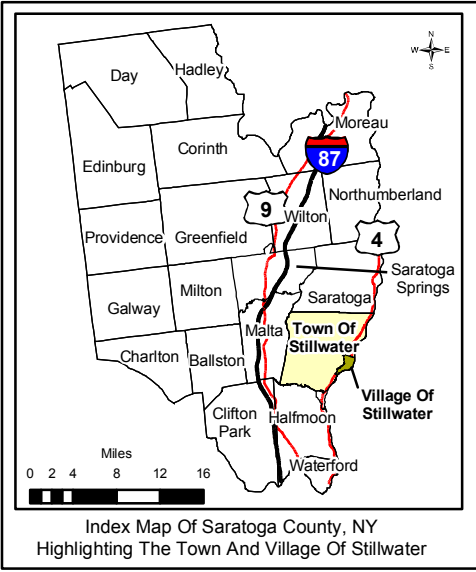 Day
Hadley
N
W E
S
Moreau
Corinth
87
Edinburg
Northumberland
9
Wilton
Providence
Greenfield
4
Saratoga
Springs
Milton
Saratoga
Galway
Malta
Town Of
Stillwater
Charlton
Ballston
Village Of
Stillwater
Clifton
Park
Halfmoon
Miles
Waterford
0 2 4 8 12 16
Index Map Of Saratoga County, NY
Highlighting The Town And Village Of Stillwater